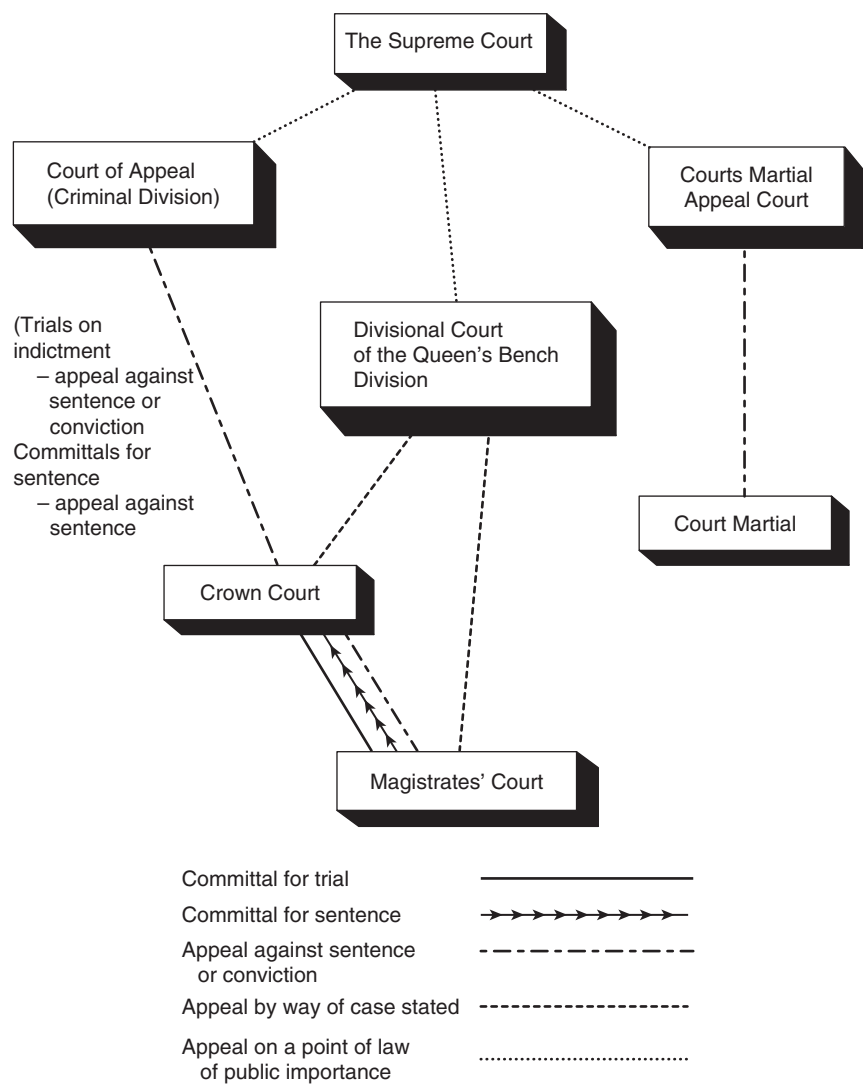 The Supreme Court
Court of Appeal
(Criminal Division)
Courts Martial
Appeal Court
Divisional Court
of the Queen's Bench
Division
(Trials on
indictment
– appeal against
sentence or
conviction
Committals for
sentence
– appeal against
sentence
Court Martial
Crown Court
Magistrates' Court
Committal for trial
Committal for sentence
Appeal against sentence
or conviction
Appeal by way of case stated
Appeal on a point of law
of public importance